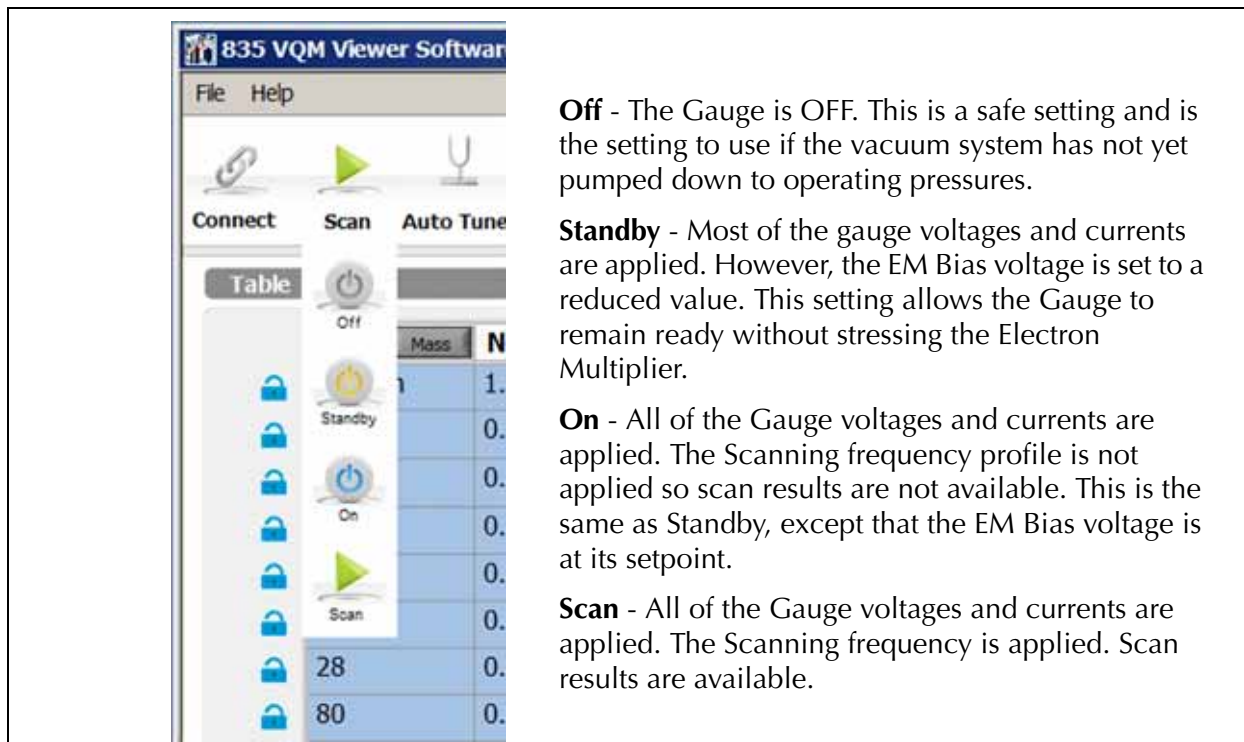 835 VQM Viewer Softwar
File Help
Connect Scan Auto Tune
Table
Off
Mass N
1.
Standby
0.
0.
On
0.
0.
Scan
0.
28 0.
80 0.
Off - The Gauge is OFF. This is a safe setting and is
the setting to use if the vacuum system has not yet
pumped down to operating pressures.
Standby - Most of the gauge voltages and currents
are applied. However, the EM Bias voltage is set to a
reduced value. This setting allows the Gauge to
remain ready without stressing the Electron
Multiplier.
On - All of the Gauge voltages and currents are
applied. The Scanning frequency profile is not
applied so scan results are not available. This is the
same as Standby, except that the EM Bias voltage is
at its setpoint.
Scan - All of the Gauge voltages and currents are
applied. The Scanning frequency is applied. Scan
results are available.